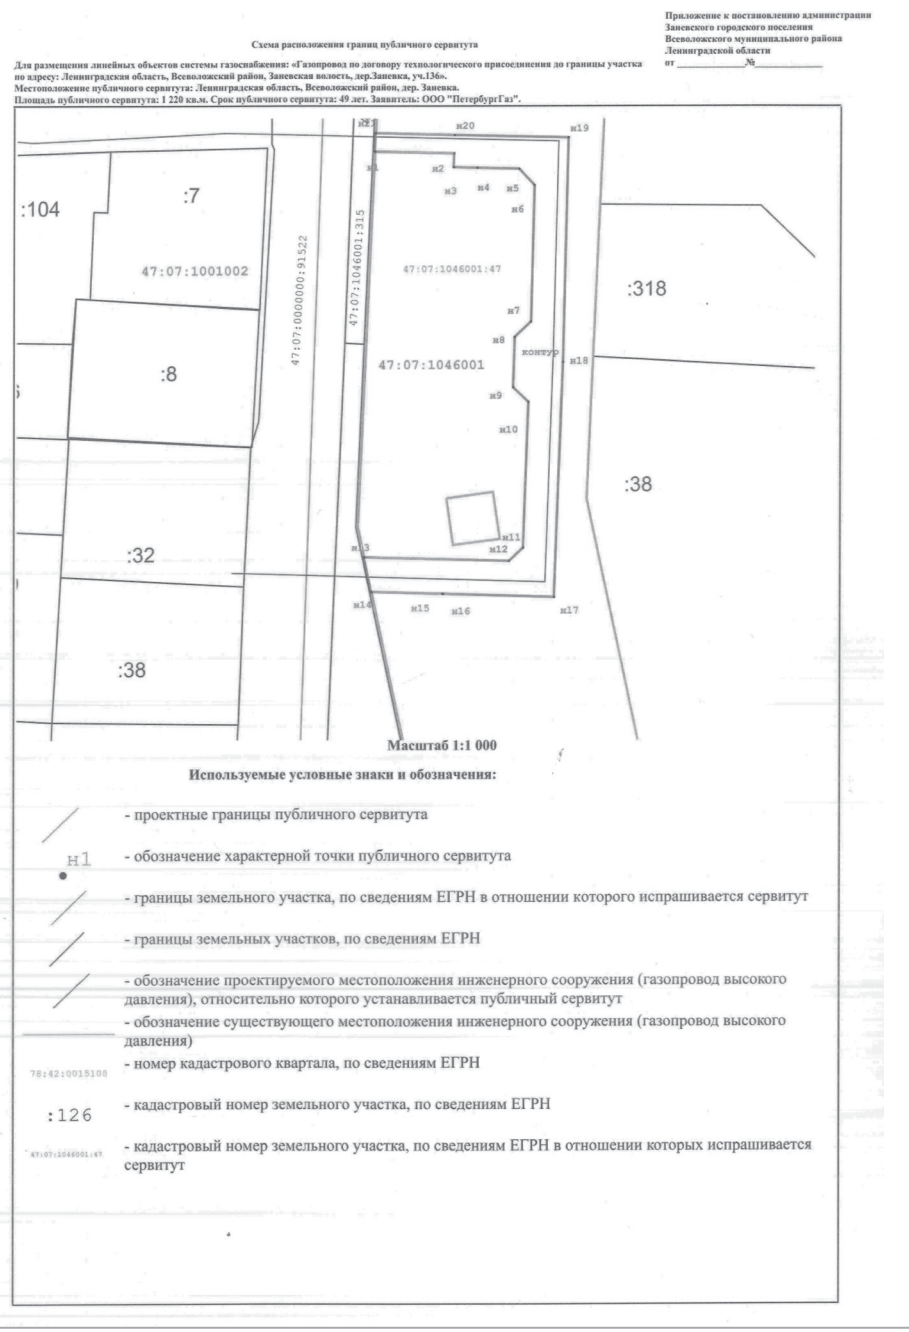 Приложение к постановлению администрации
Заневского городского поселения
Всеволожского муниципального района
Ленинградской области
от ____________№____________
Схема расположения границ публичного сервитута
Для размещения линейных объектов системы газоснабжения: «Газопровод по договору технологического присоединения до границы участка
по адресу: Ленинградская область, Всеволожский район, Заневская волость, дер.Заневка, уч.136».
Местоположение публичного сервитута: Ленинградская область, Всеволожский район, дер. Заневка.
Площадь публичного сервитута: 1 220 кв.м. Срок публичного сервитута: 49 лет. Заявитель: ООО "ПетербургГаз".
н20
н19
н1
н2
н3
н4
н5
н6
:7
:104
47:07:1001002
47:07:0000000:91522
47:07:1046001:315
47:07:1046001:47
:318
н7
н8
контур
н18
47:07:1046001
:8
н9
н10
:38
н11
н12
:32
н14
н15
н16
н17
:38
Масштаб 1:1 000
Используемые условные знаки и обозначения:
- проектные границы публичного сервитута
н1
- обозначение характерной точки публичного сервитута
- границы земельного участка, по сведениям ЕГРН в отношении которого испрашивается сервитут
- границы земельных участков, по сведениям ЕГРН
- обозначение проектируемого местоположения инженерного сооружения (газопровод высокого
давления), относительно которого устанавливается публичный сервитут
- обозначение существующего местоположения инженерного сооружения (газопровод высокого
давления)
78:42:0015108
- номер кадастрового квартала, по сведениям ЕГРН
:126
- кадастровый номер земельного участка, по сведениям ЕГРН
47:07:1046001:47
- кадастровый номер земельного участка, по сведениям ЕГРН в отношении которых испрашивается
сервитут